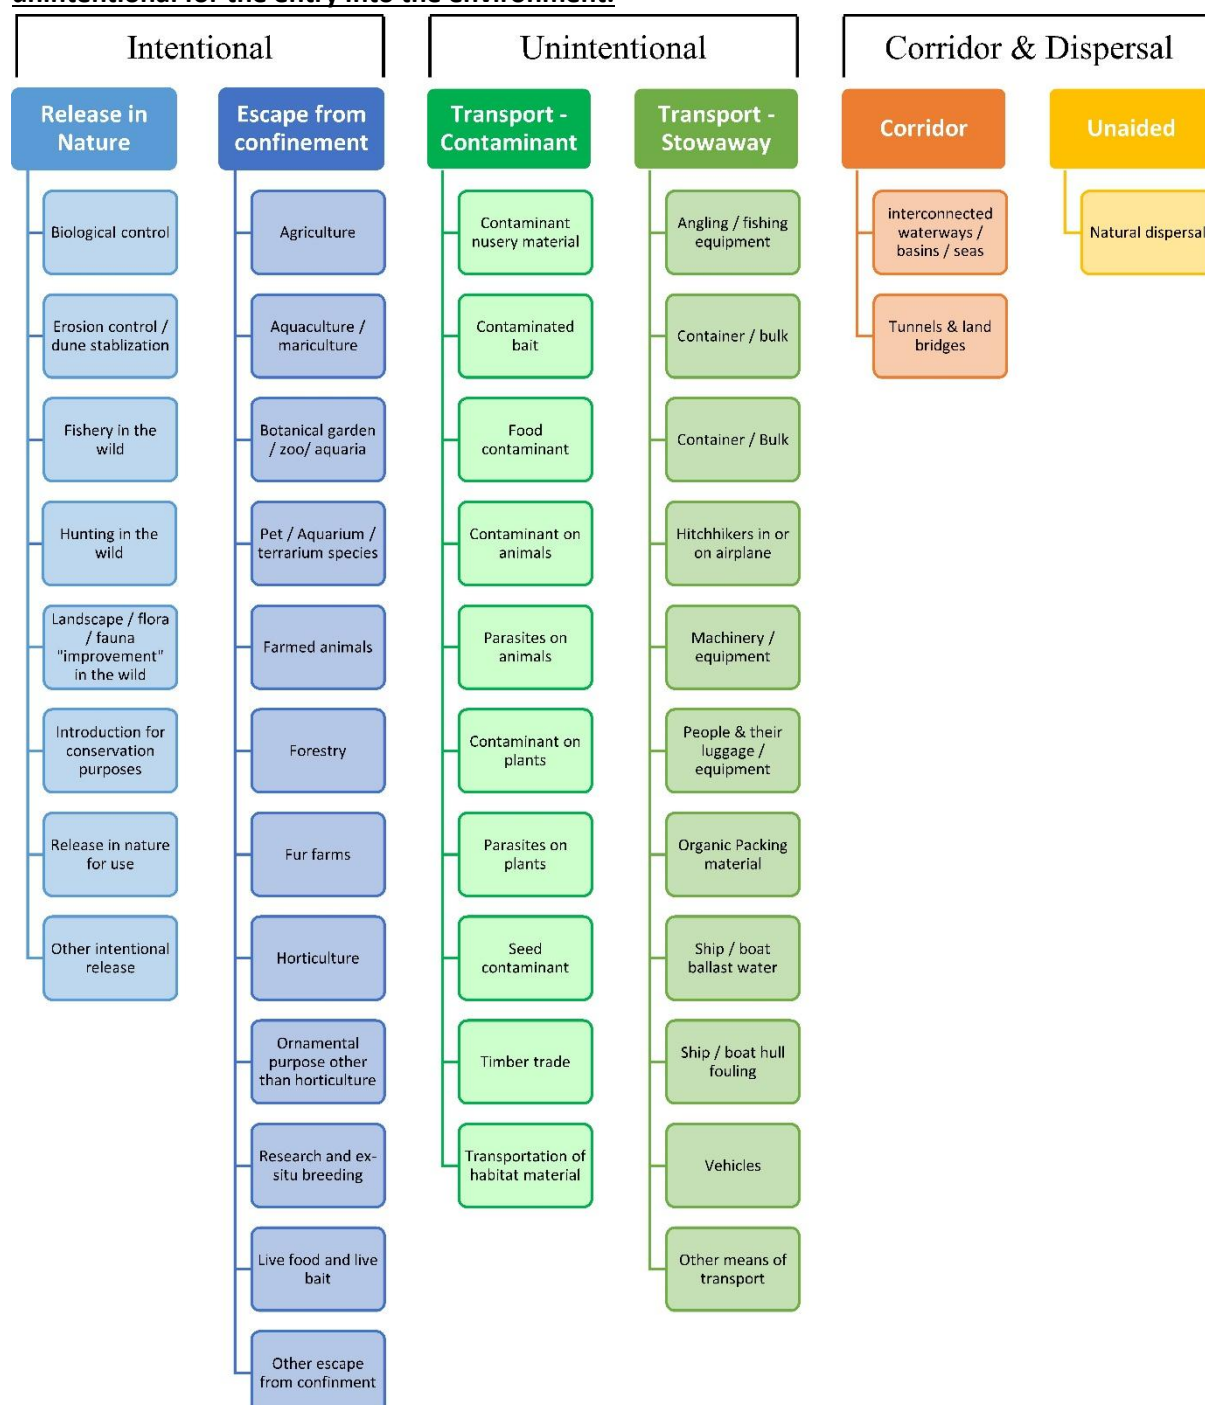 unintentional for the entry into the environment.
Intentional
Unintentional
Corridor & Dispersal
Release in
Nature
Biological control
Erosion control /
dune stablization
Fishery in the
wild
Hunting in the
wild
Landscape / flora
/ fauna
"improvement"
in the wild
Introduction for
conservation
purposes
Release in nature
for use
Other intentional
release
Escape from
confinement
Agriculture
Aquaculture /
mariculture
Botanical garden
/ zoo/ aquaria
Pet / Aquarium /
terrarium species
Farmed animals
Forestry
Fur farms
Horticulture
Ornamental
purpose other
than horticulture
Research and ex-
situ breeding
Live food and live
bait
Other escape
from confinment
Transport -
Contaminant
Contaminant
nusery material
Contaminated
bait
Food
contaminant
Contaminant on
animals
Parasites on
animals
Contaminant on
plants
Parasites on
plants
Seed
contaminant
Timber trade
Transportation of
habitat material
Transport -
Stowaway
Angling / fishing
equipment
Container / bulk
Container / Bulk
Hitchhikers in or
on airplane
Machinery /
equipment
People & their
luggage /
equipment
Organic Packing
material
Ship / boat
ballast water
Ship / boat hull
fouling
Vehicles
Other means of
transport
Corridor
interconnected
waterways /
basins / seas
Tunnels & land
bridges
Unaided
Natural dispersal